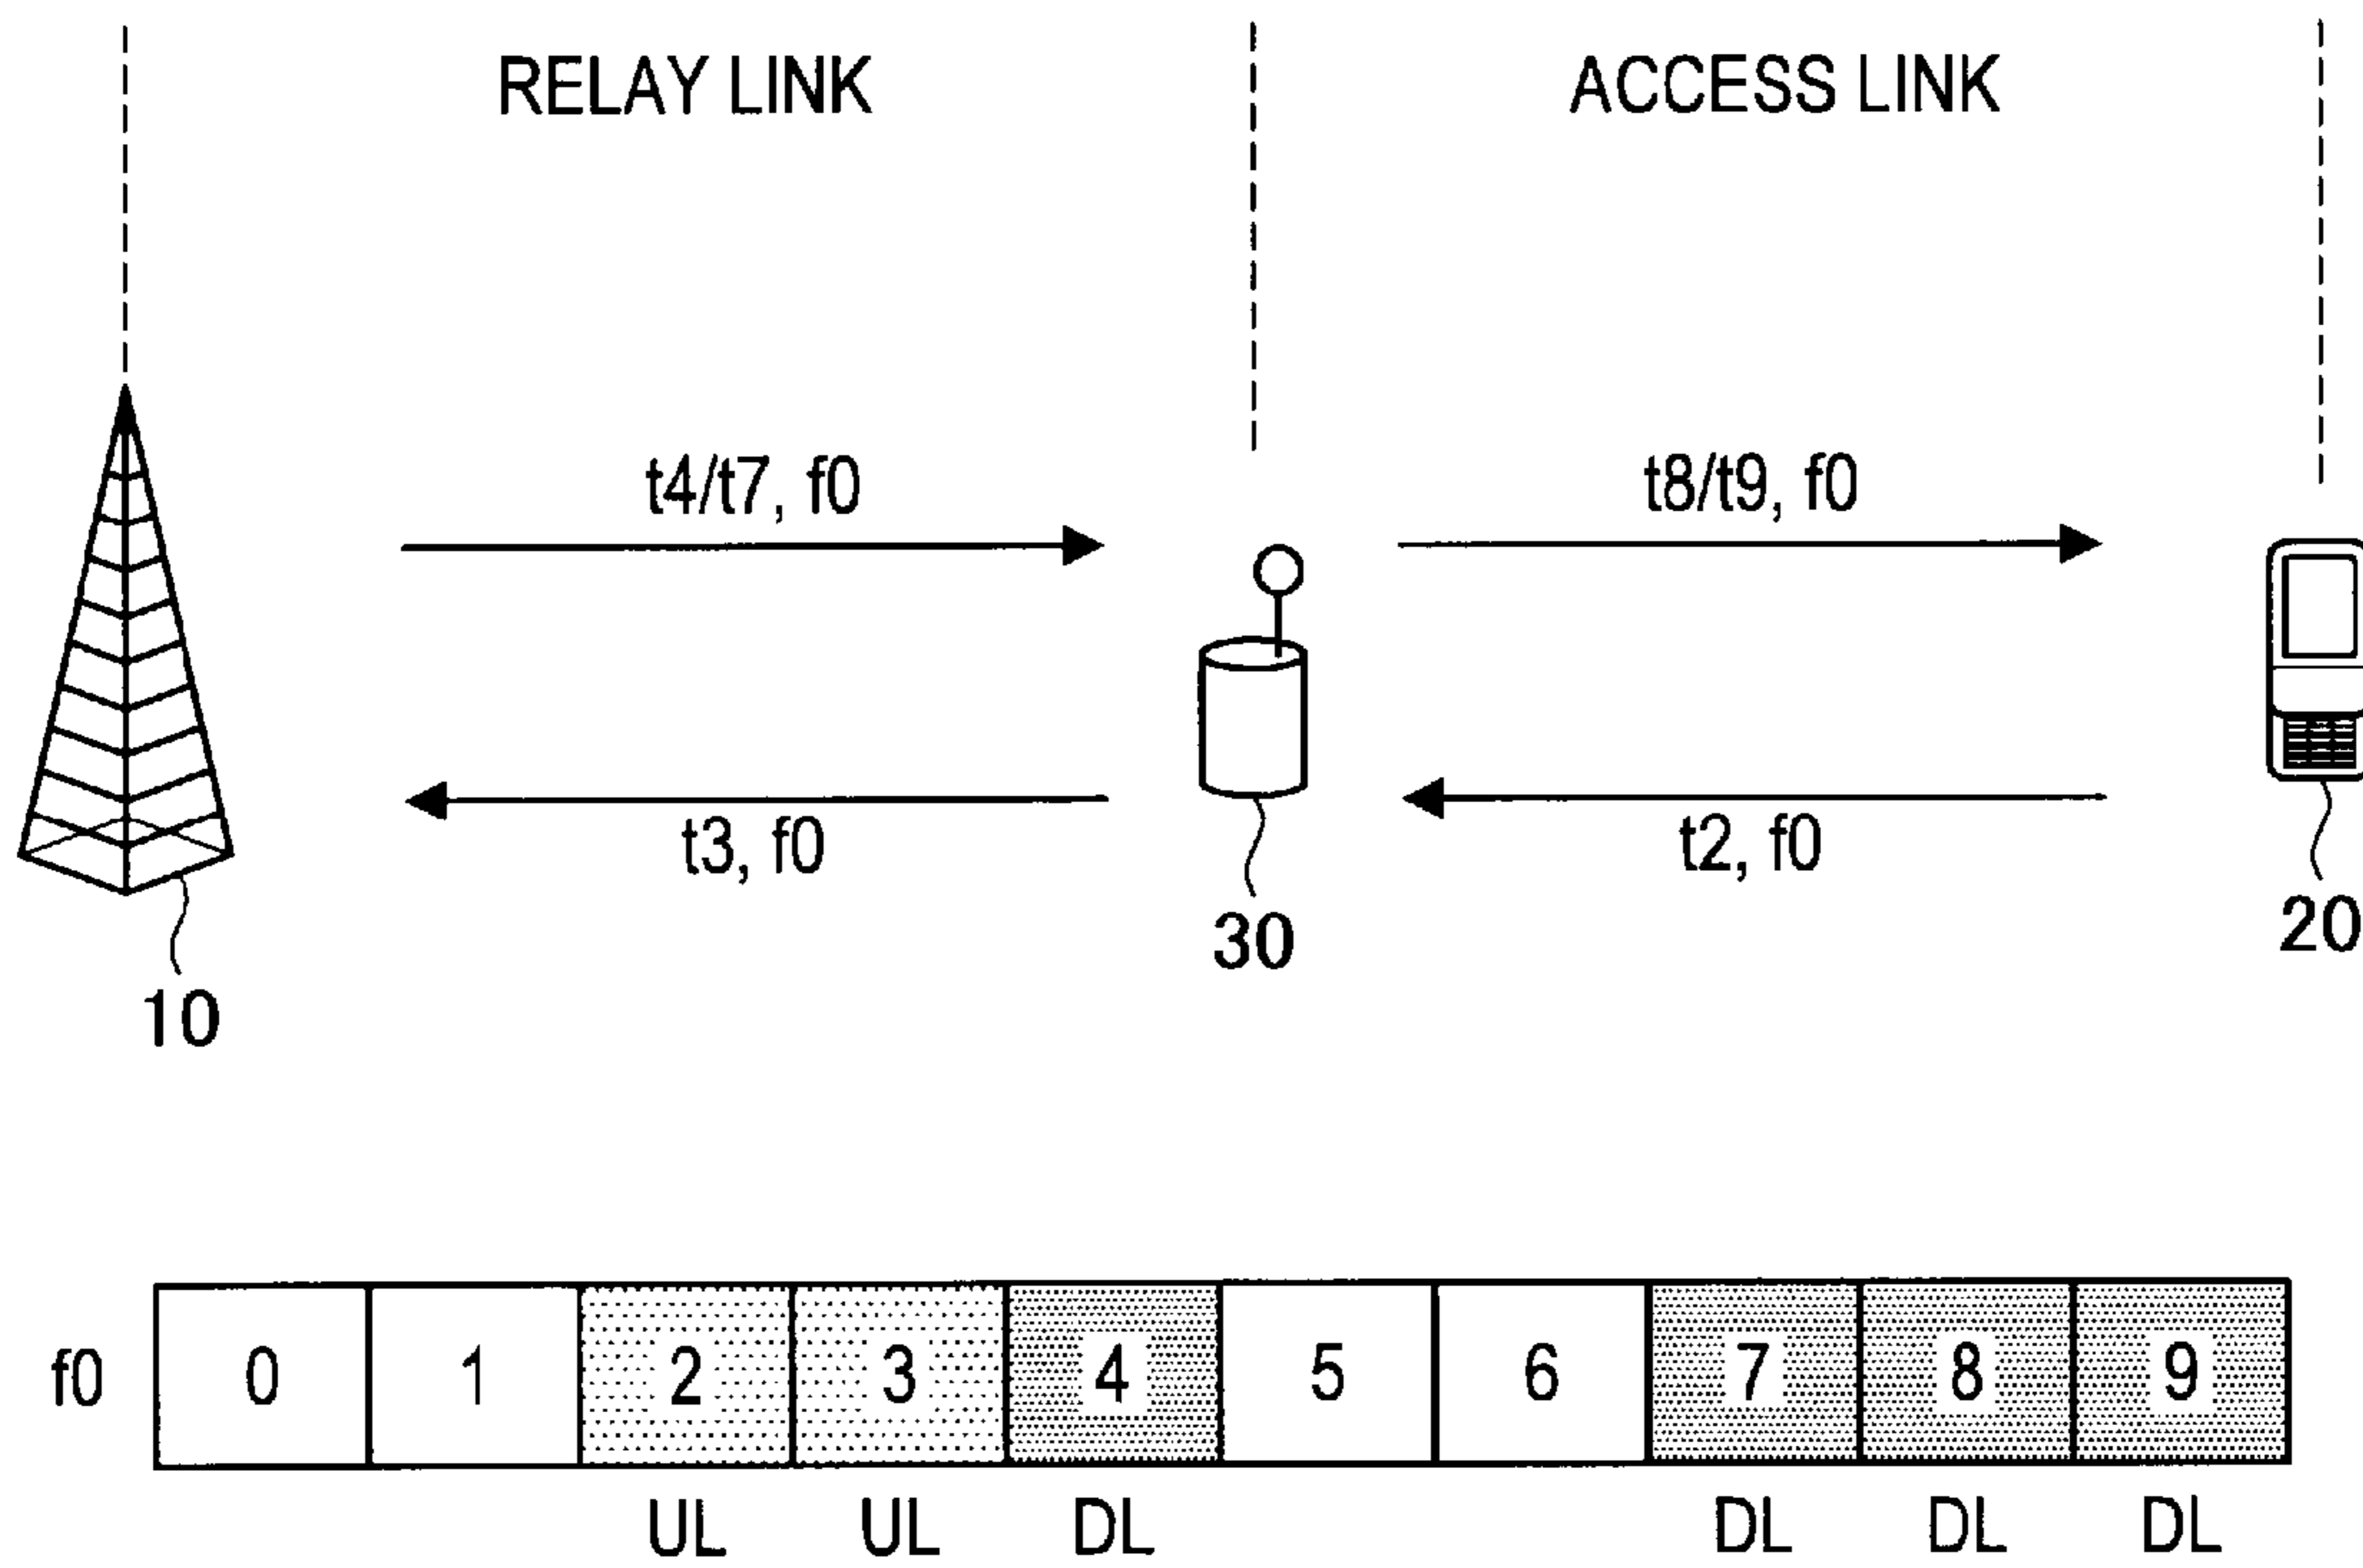 RELAY LINK
ACCESS LINK
t4/t7, f0
t8/t9, f0
t3, f0
t2, f0
10
30
20
f0 0 1 2 3 4 5 6 7 8 9
UL UL DL DL DL DL